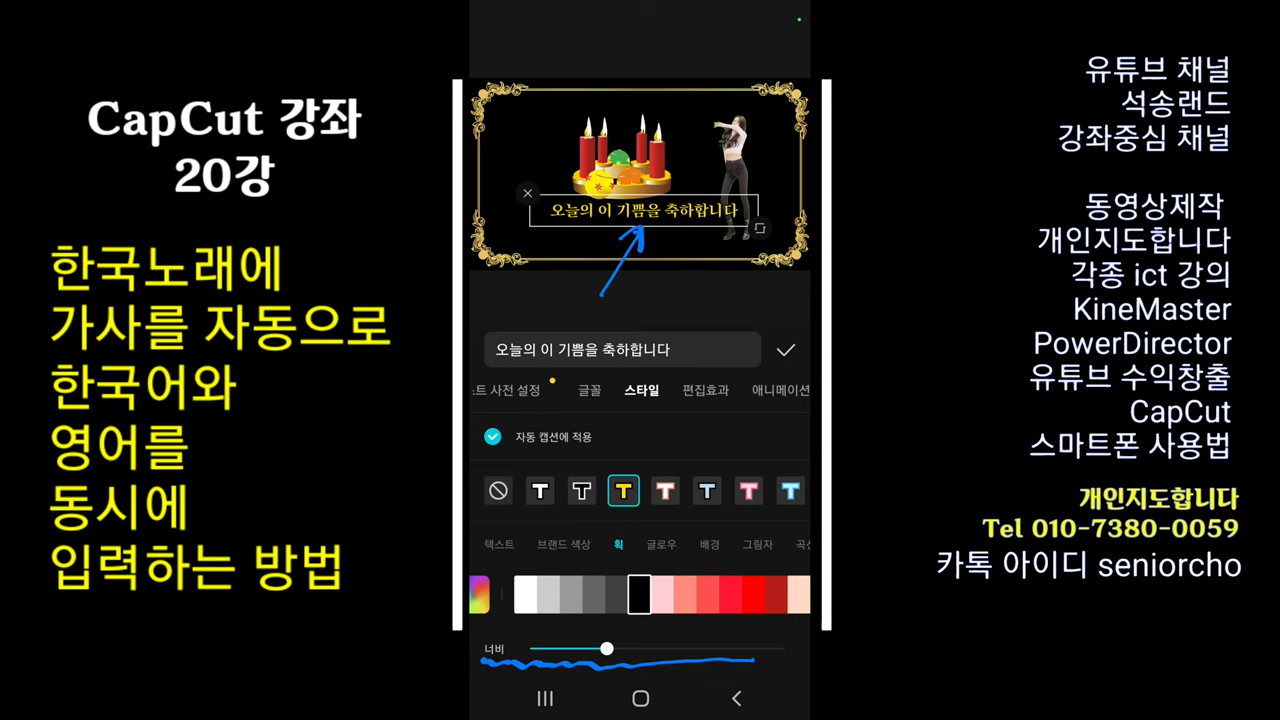 CapCut 강좌
20강
한국노래에
가사를 자동으로
한국어와
영어를
동시에
입력하는 방법
오늘의 이 기쁨을 축하합니다
오늘의 이 기쁨을 축하합니다
스트 사전 설정 글꼴 스타일 편집효과 애니메이션
자동 캡션에 적용
T T T T T T T
텍스트 브랜드 색상 획 글로우 배경 그림자 곡선
너비
유튜브 채널
석송랜드
강좌중심 채널
동영상제작
개인지도합니다
각종 ict 강의
KineMaster
PowerDirector
유튜브 수익창출
CapCut
스마트폰 사용법
개인지도합니다
Tel 010-7380-0059
카톡 아이디 seniorcho